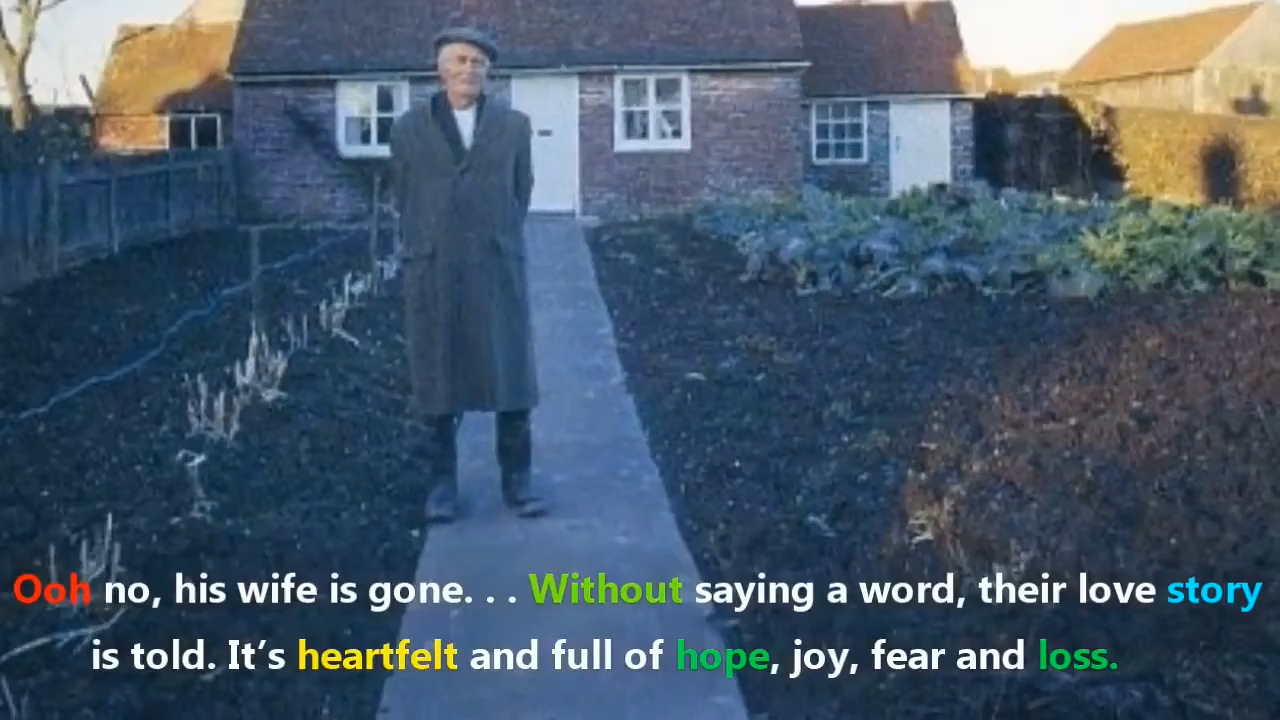 Ooh no, his wife is gone. . . Without saying a word, their love story
is told. It’s heartfelt and full of hope, joy, fear and loss.